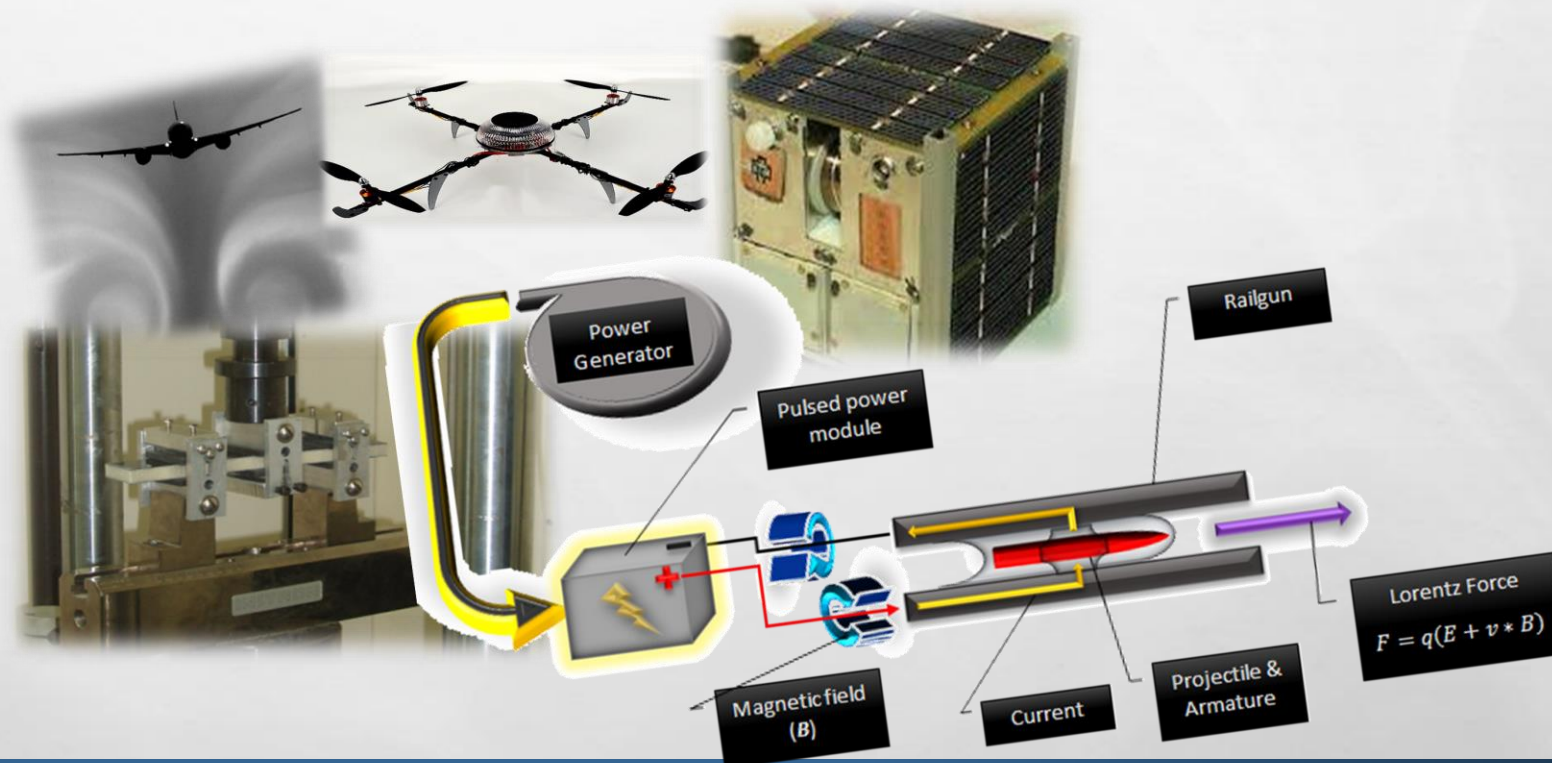 Power
Generator
Pulsed power
module
Railgun
Lorentz Force
F = q(E + v * B)
Projectile &
Armature
Current
Magnetic field
(B)